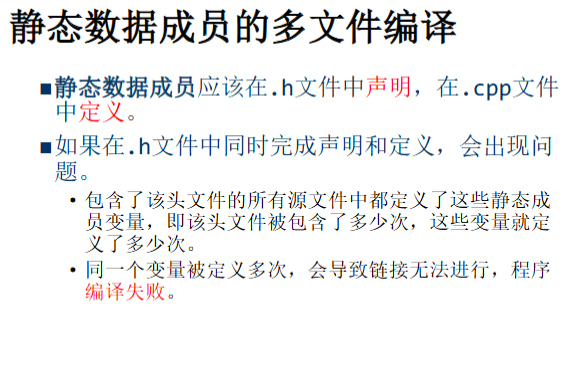 静态数据成员的多文件编译
■静态数据成员应该在.h文件中声明，在.cpp文件
中定义。
■如果在.h文件中同时完成声明和定义，会出现问
题。
• 包含了该头文件的所有源文件中都定义了这些静态成
员变量，即该头文件被包含了多少次，这些变量就定
义了多少次。
• 同一个变量被定义多次，会导致链接无法进行，程序
编译失败。